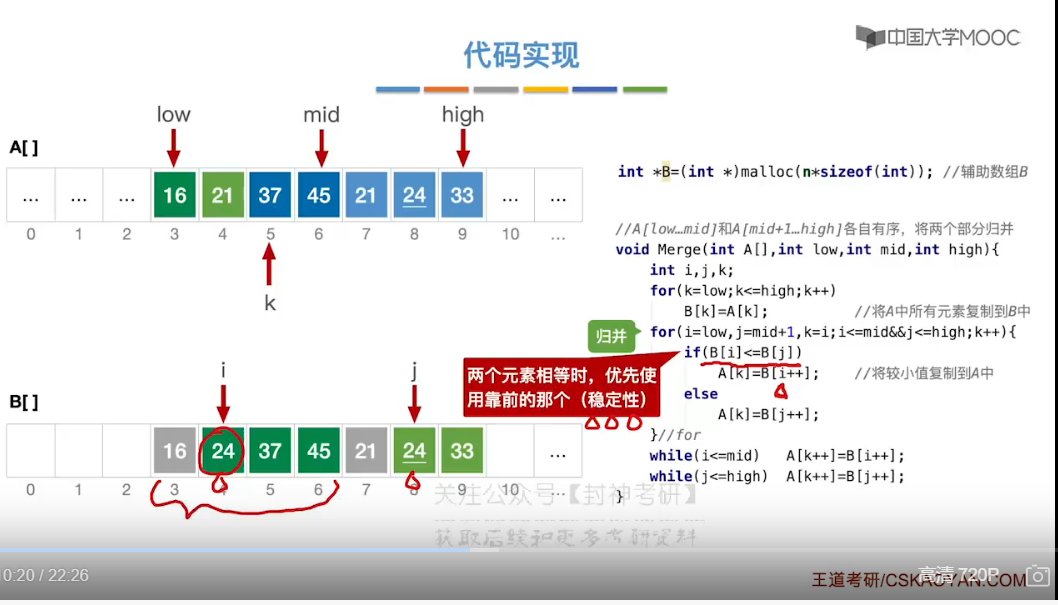 中国大学MOOC
代码实现
low mid high
A[ ]
... ... ... 16 21 37 45 21 24 33 ... ...
0 1 2 3 4 5 6 7 8 9 10 ...
k
i j
B[ ]
16 24 37 45 21 24 33 ...
0 1 2 3 4 5 6 7 8 9 10 ...
int *B=(int *)malloc(n*sizeof(int)); //辅助数组B
//A[low…mid]和A[mid+1…high]各自有序，将两个部分归并
void Merge(int A[],int low,int mid,int high){
int i,j,k;
for(k=low;k<=high;k++)
B[k]=A[k]; //将A中所有元素复制到B中
归并
for(i=low,j=mid+1,k=i;i<=mid&&j<=high;k++){
if(B[i]<=B[j])
A[k]=B[i++]; //将较小值复制到A中
else
A[k]=B[j++];
}//for
while(i<=mid) A[k++]=B[i++];
while(j<=high) A[k++]=B[j++];
}
两个元素相等时，优先使
用靠前的那个（稳定性）
关注公众号【封神考研】
获取后续和更多考研资料
0:20 / 22:26
高清 720P
王道考研/CSKAOYAN.COM